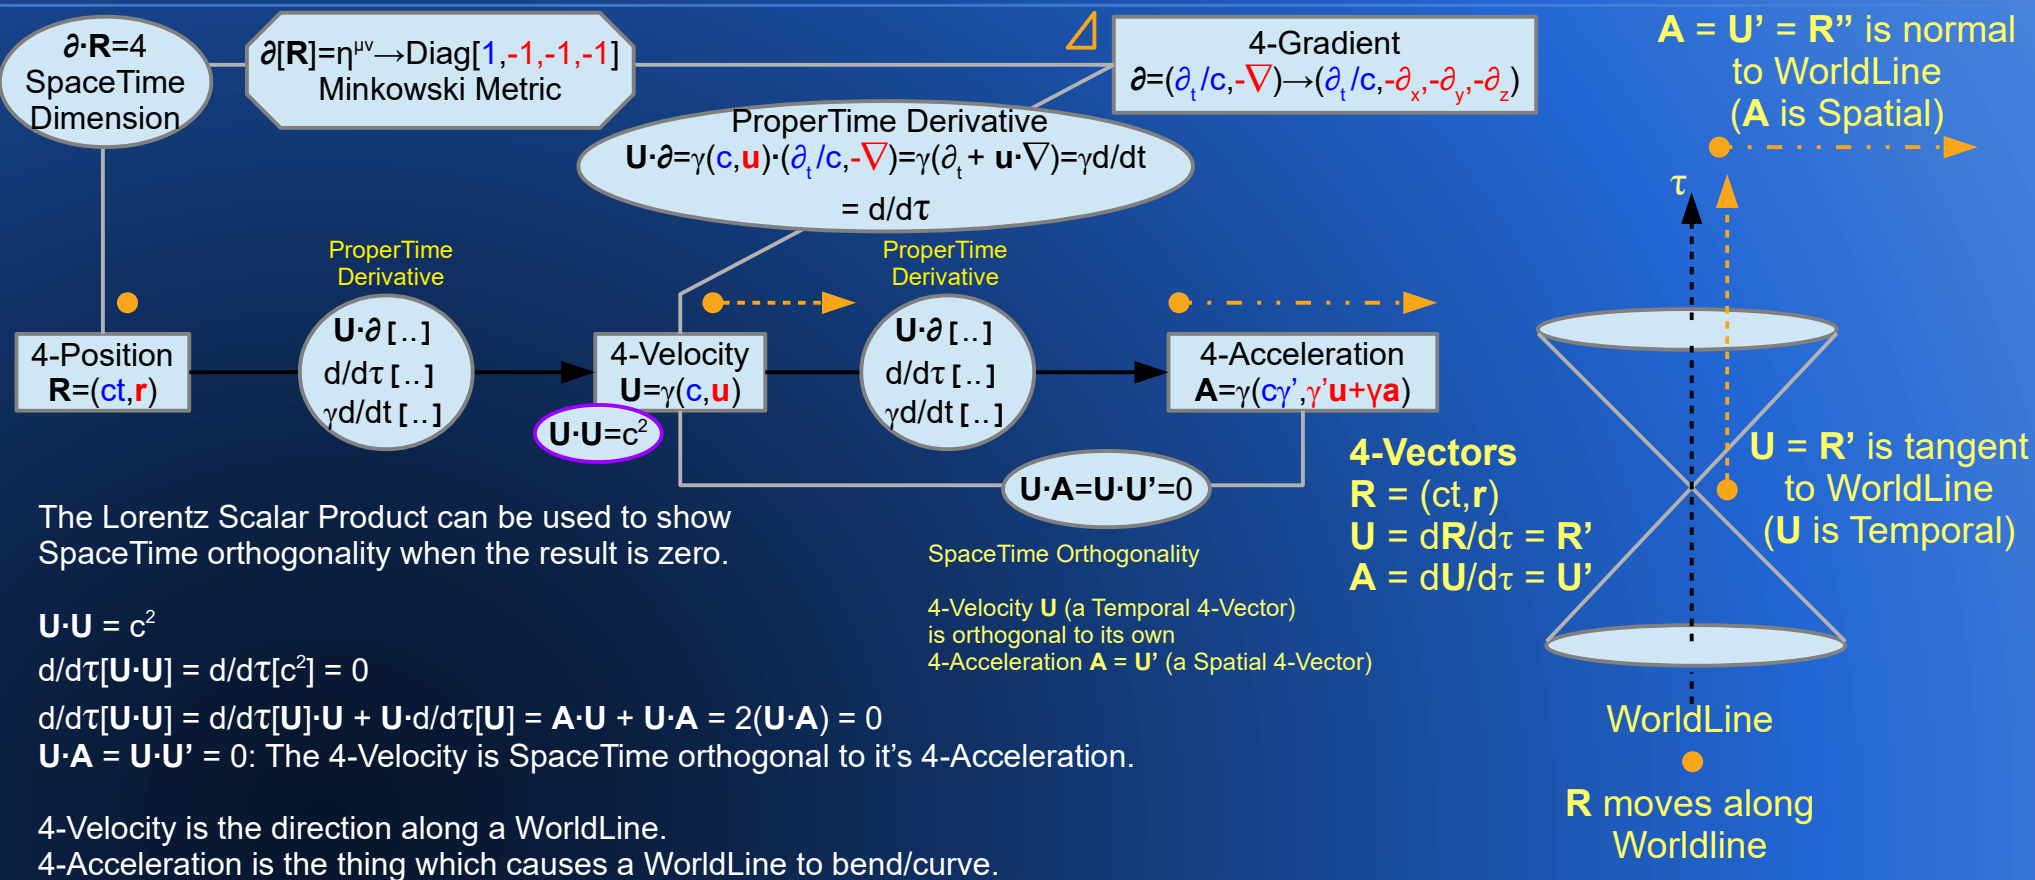 ∂·R=4
SpaceTime
Dimension
∂[R]=η^μν→Diag[1,-1,-1,-1]
Minkowski Metric
4-Gradient
∂=(∂_t/c,-∇)→(∂_t/c,-∂_x,-∂_y,-∂_z)
ProperTime Derivative
U·∂=γ(c,u)·(∂_t/c,-∇)=γ(∂_t + u·∇)=γd/dt
= d/dτ
A = U’ = R’’ is normal
to WorldLine
(A is Spatial)
τ
ProperTime
Derivative
U·∂ [..]
d/dτ [..]
γd/dt [..]
ProperTime
Derivative
U·∂ [..]
d/dτ [..]
γd/dt [..]
4-Position
R=(ct,r)
4-Velocity
U=γ(c,u)
U·U=c²
4-Acceleration
A=γ(cγ’,γ’u+γa)
U·A=U·U’=0
4-Vectors
R = (ct,r)
U = dR/dτ = R’
A = dU/dτ = U’
U = R’ is tangent
to WorldLine
(U is Temporal)
The Lorentz Scalar Product can be used to show
SpaceTime orthogonality when the result is zero.
SpaceTime Orthogonality
4-Velocity U (a Temporal 4-Vector)
is orthogonal to its own
4-Acceleration A = U’ (a Spatial 4-Vector)
U·U = c²
d/dτ[U·U] = d/dτ[c²] = 0
d/dτ[U·U] = d/dτ[U]·U + U·d/dτ[U] = A·U + U·A = 2(U·A) = 0
U·A = U·U’ = 0: The 4-Velocity is SpaceTime orthogonal to it’s 4-Acceleration.
4-Velocity is the direction along a WorldLine.
4-Acceleration is the thing which causes a WorldLine to bend/curve.
WorldLine
R moves along
Worldline